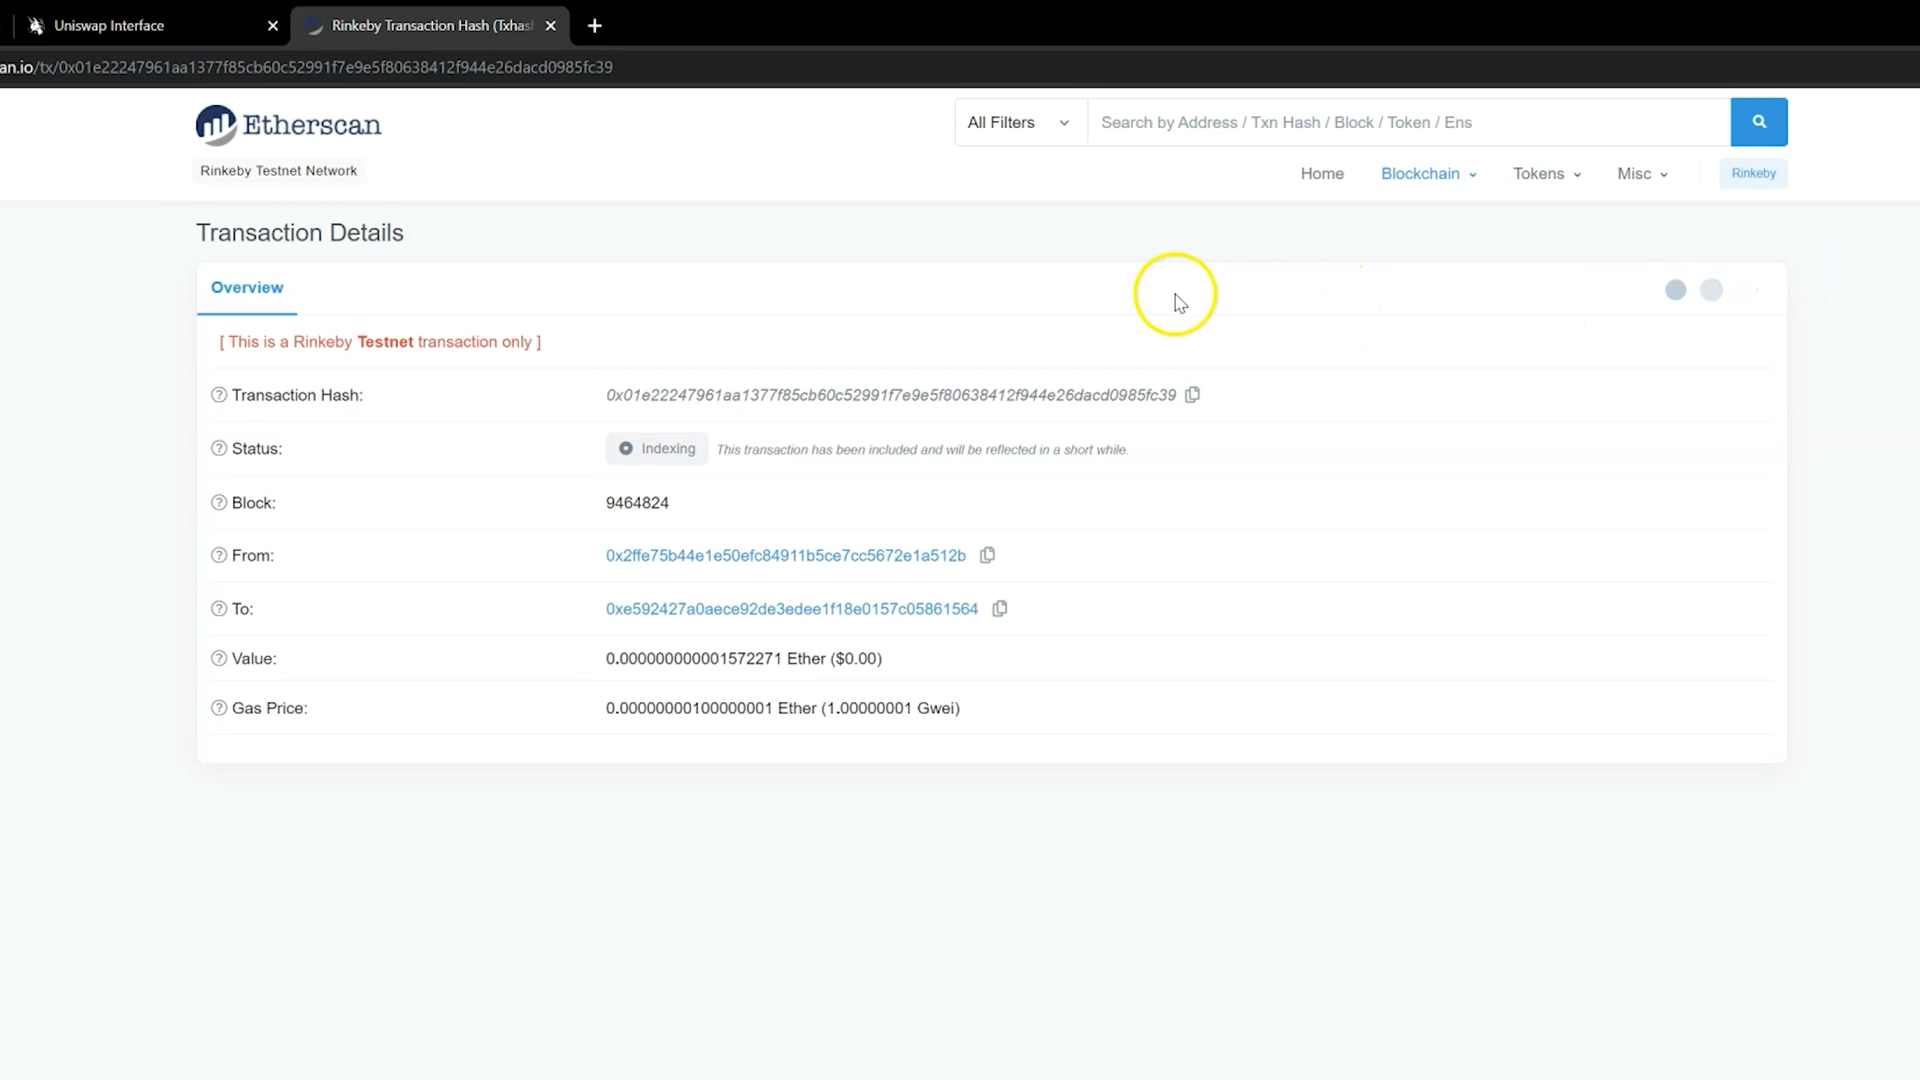 Uniswap Interface
Rinkeby Transaction Hash (Txhas
an.io/tx/0x01e22247961aa1377f85cb60c52991f7e9e5f80638412f944e26dacd0985fc39
Etherscan
All Filters
Search by Address / Txn Hash / Block / Token / Ens
Rinkeby Testnet Network
Home Blockchain Tokens Misc Rinkeby
Transaction Details
Overview
[ This is a Rinkeby Testnet transaction only ]
Transaction Hash: 0x01e22247961aa1377f85cb60c52991f7e9e5f80638412f944e26dacd0985fc39
Status: Indexing This transaction has been included and will be reflected in a short while.
Block: 9464824
From: 0x2ffe75b44e1e50efc84911b5ce7cc5672e1a512b
To: 0xe592427a0aece92de3edee1f18e0157c05861564
Value: 0.000000000001572271 Ether ($0.00)
Gas Price: 0.00000000100000001 Ether (1.00000001 Gwei)